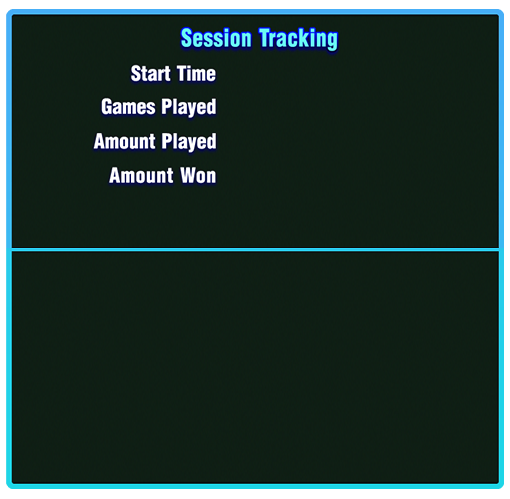 Session Tracking
Start Time
Games Played
Amount Played
Amount Won